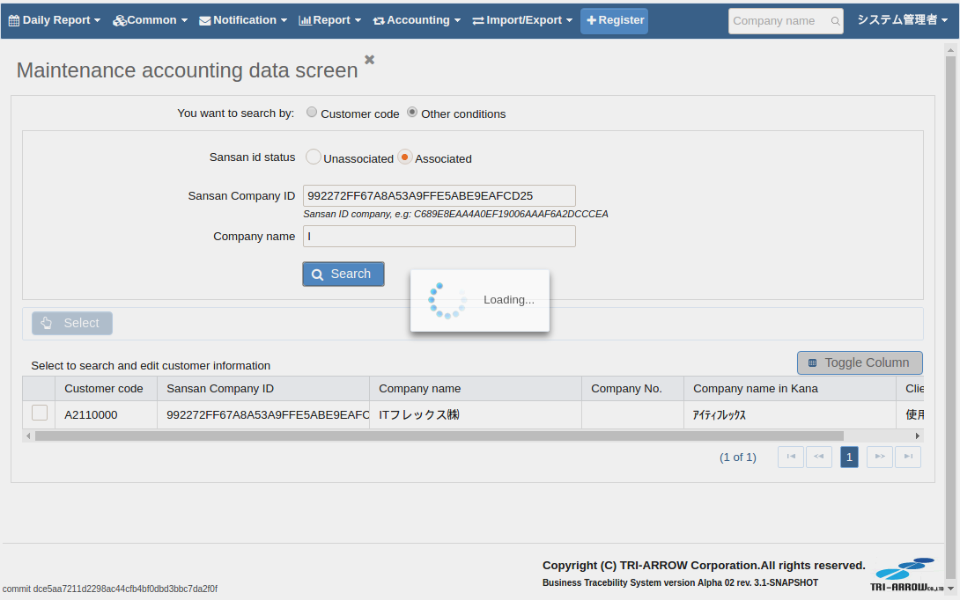 Daily Report Common Notification Report Accounting Import/Export Register Company name システム管理者
Maintenance accounting data screen
You want to search by: Customer code Other conditions
Sansan id status Unassociated Associated
Sansan Company ID 992272FF67A8A53A9FFE5ABE9EAFCD25
Sansan ID company, e.g: C689E8EAA4A0EF19006AAAF6A2DCCCEA
Company name I
Search
Loading...
Select
Select to search and edit customer information Toggle Column
Customer code Sansan Company ID Company name Company No. Company name in Kana Clie
A2110000 992272FF67A8A53A9FFE5ABE9EAFC ITフレックス㈱ ｱｲﾃｨﾌﾚｯｸｽ 使用
(1 of 1) 1
Copyright (C) TRI-ARROW Corporation.All rights reserved.
Business Tracebility System version Alpha 02 rev. 3.1-SNAPSHOT
TRI-ARROW CO.,LTD
commit dce5aa7211d2298ac44cfb4bf0dbd3bbc7da2f0f